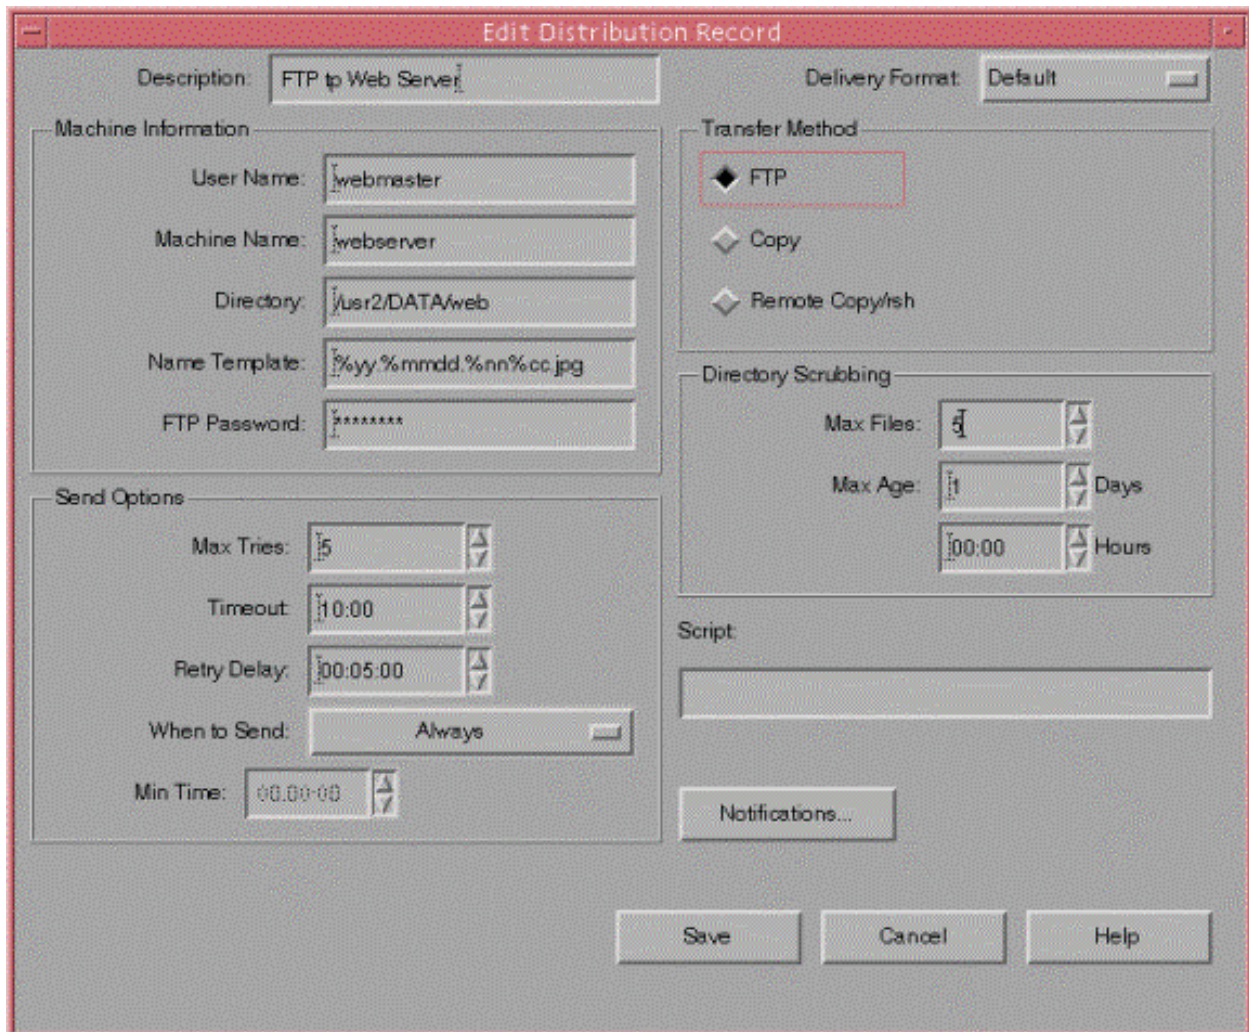 Edit Distribution Record
Description: FTP tp Web Server
Delivery Format: Default
Machine Information
User Name: webmaster
Machine Name: webserver
Directory: /usr2/DATA/web
Name Template: %yy.%mmdd.%nn%cc.jpg
FTP Password: ********
Send Options
Max Tries: 5
Timeout: 10:00
Retry Delay: 00:05:00
When to Send: Always
Min Time: 00:00:00
Transfer Method
FTP
Copy
Remote Copy/rsh
Directory Scrubbing
Max Files: 5
Max Age: 1 Days
00:00 Hours
Script:
Notifications...
Save
Cancel
Help